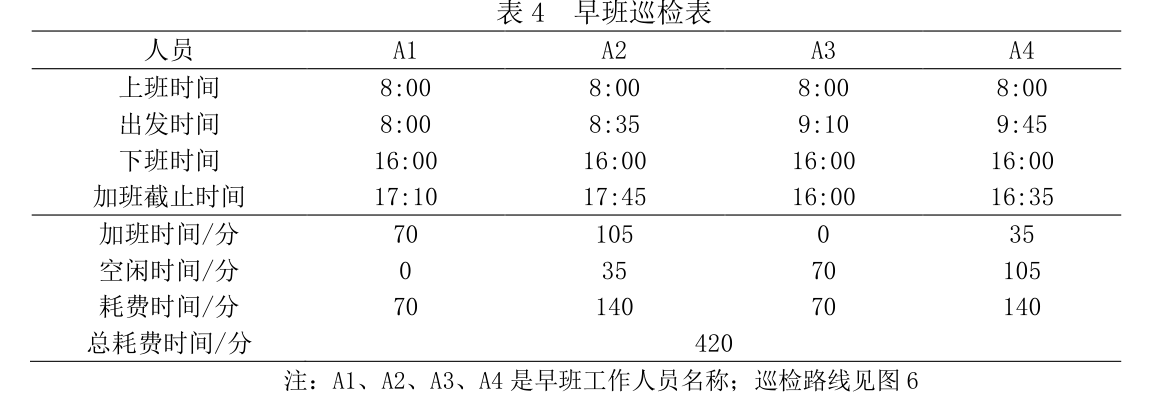 表 4 早班巡检表
人员 A1 A2 A3 A4
上班时间 8:00 8:00 8:00 8:00
出发时间 8:00 8:35 9:10 9:45
下班时间 16:00 16:00 16:00 16:00
加班截止时间 17:10 17:45 16:00 16:35
加班时间/分 70 105 0 35
空闲时间/分 0 35 70 105
耗费时间/分 70 140 70 140
总耗费时间/分 420
注：A1、A2、A3、A4 是早班工作人员名称；巡检路线见图 6